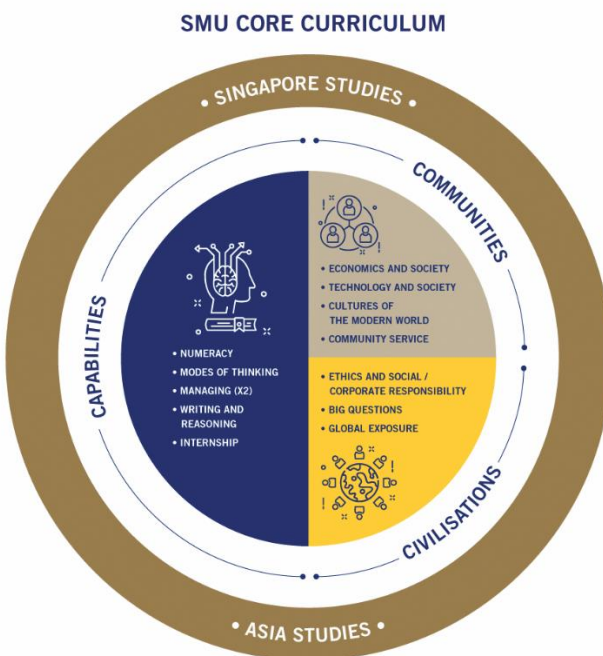 SMU CORE CURRICULUM
• SINGAPORE STUDIES •
COMMUNITIES
• ECONOMICS AND SOCIETY
• TECHNOLOGY AND SOCIETY
• CULTURES OF
THE MODERN WORLD
• COMMUNITY SERVICE
CAPABILITIES
• NUMERACY
• MODES OF THINKING
• MANAGING (X2)
• WRITING AND
REASONING
• INTERNSHIP
• ETHICS AND SOCIAL /
CORPORATE RESPONSIBILITY
• BIG QUESTIONS
• GLOBAL EXPOSURE
CIVILISATIONS
• ASIA STUDIES •